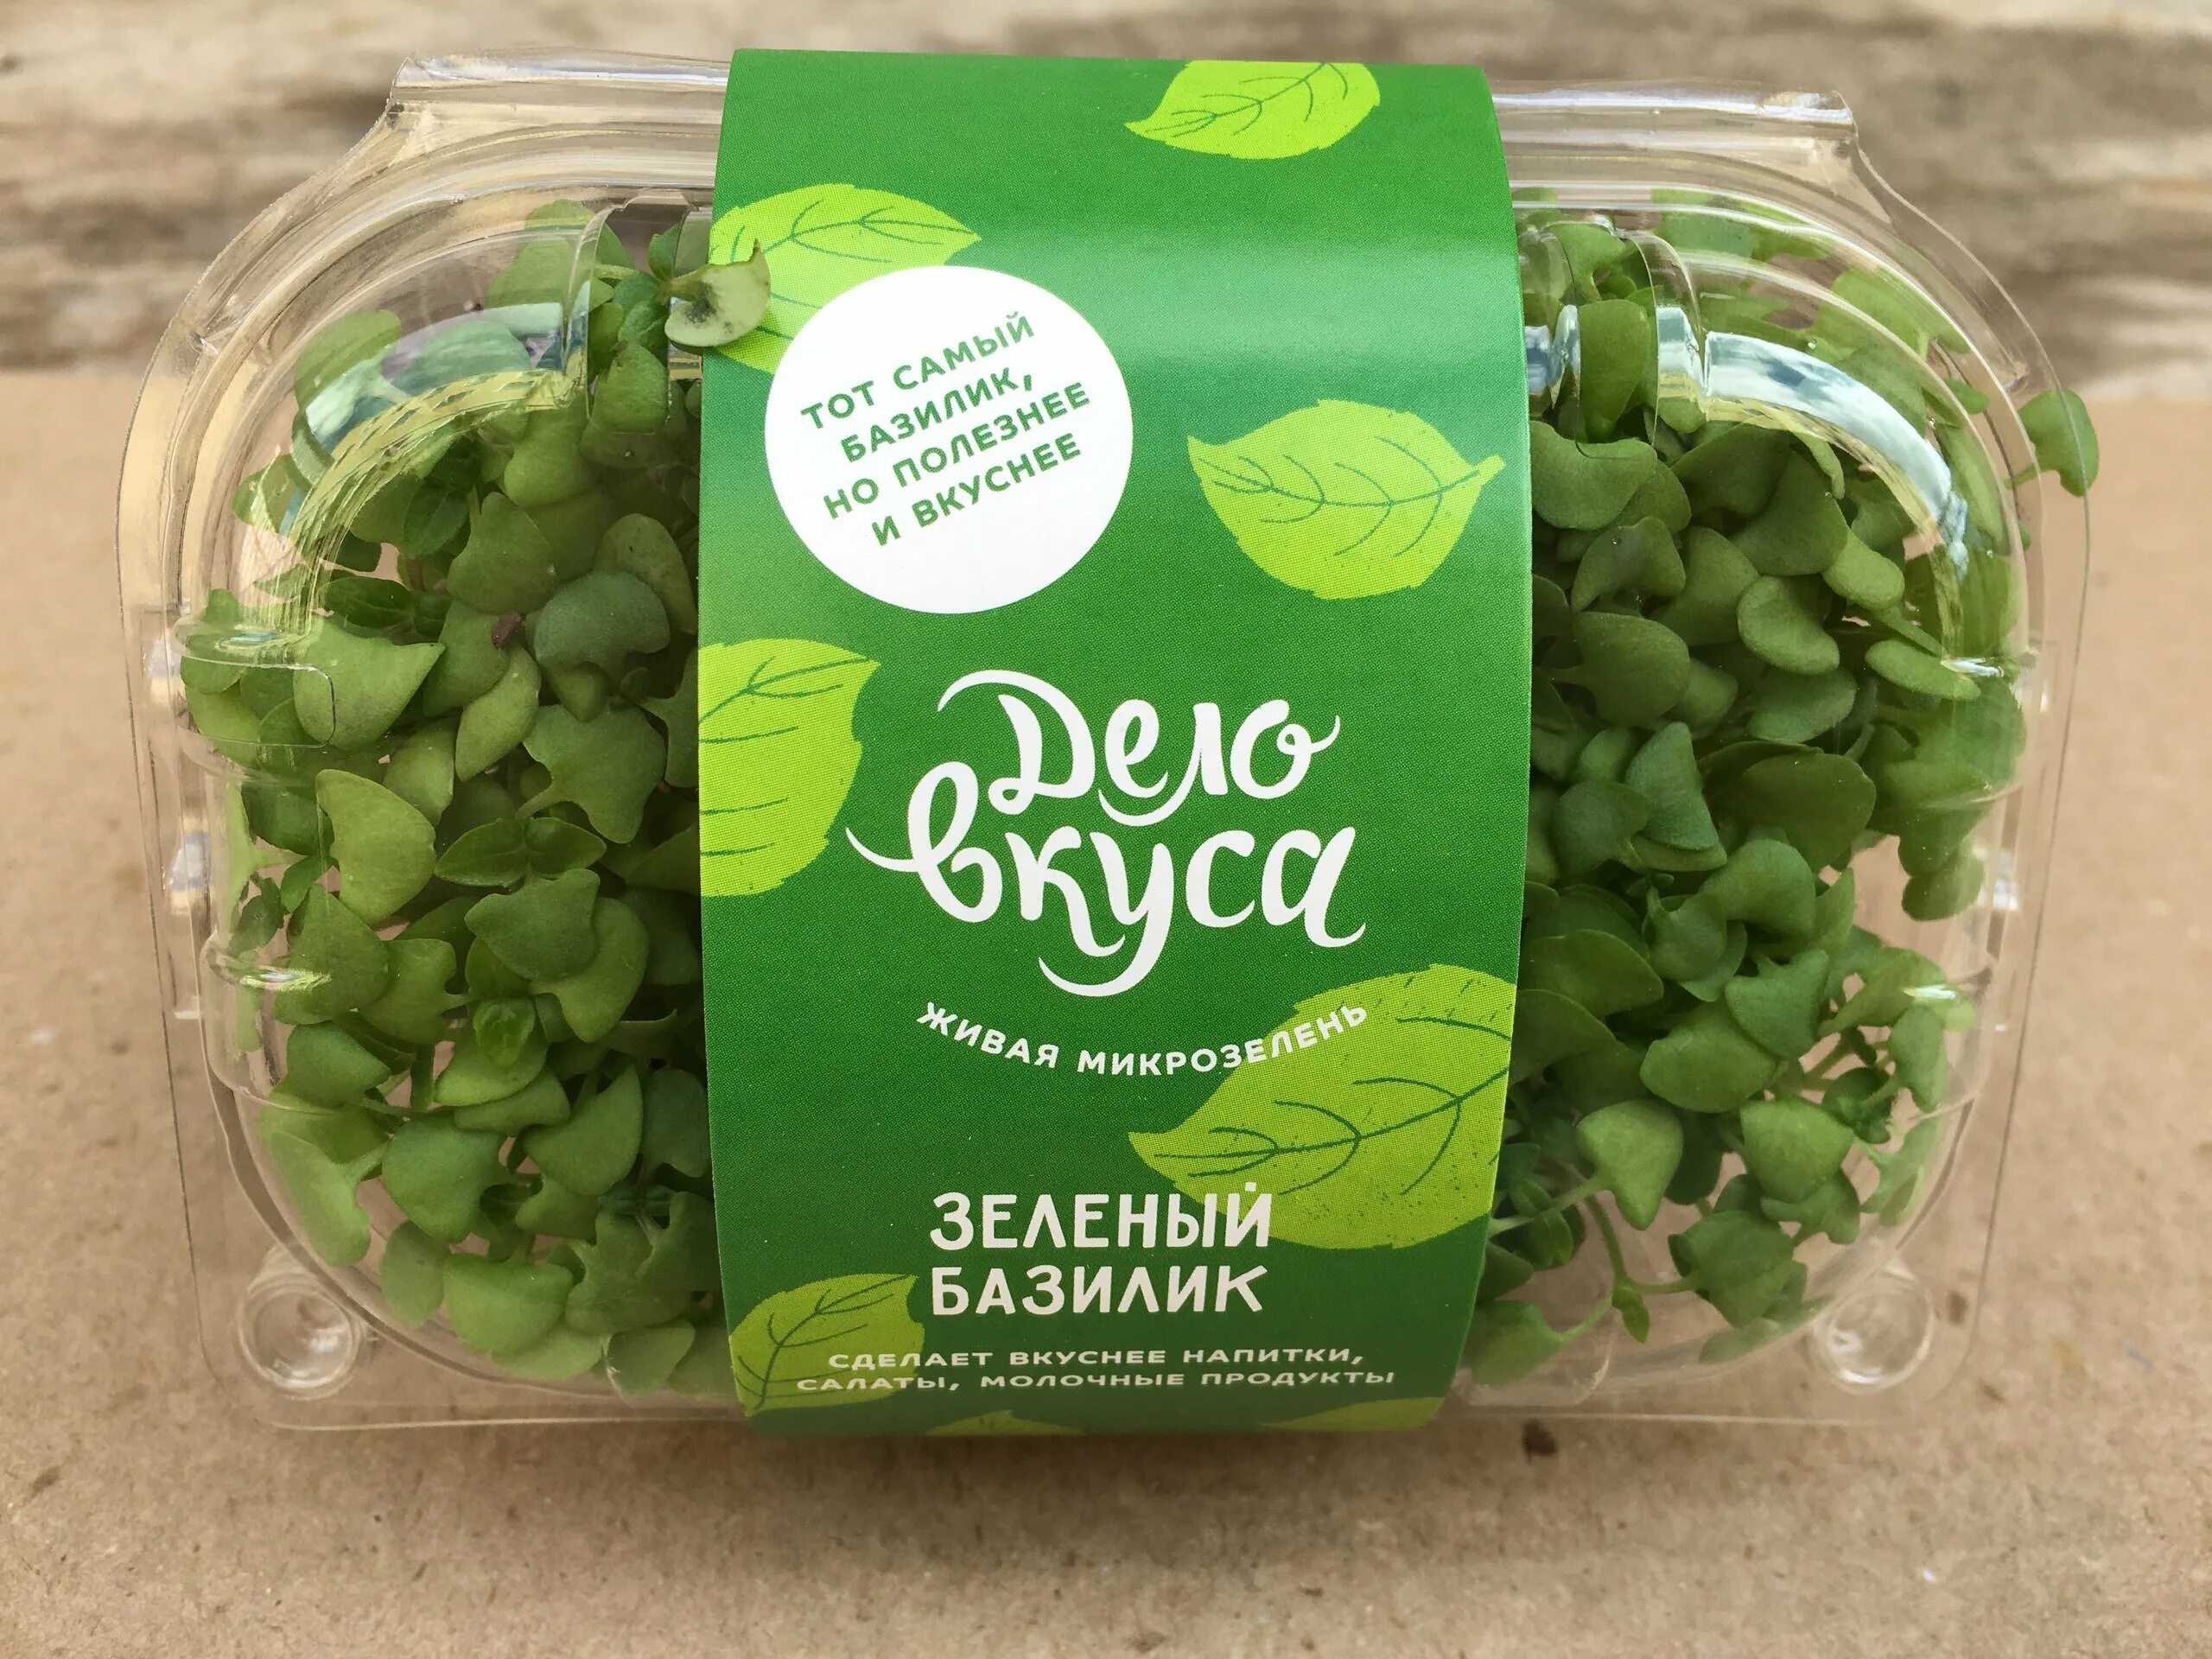 ТОТ САМЫЙ
БАЗИЛИК,
НО ПОЛЕЗНЕЕ
И ВКУСНЕЕ
Дело
вкуса
ЖИВАЯ МИКРОЗЕЛЕНЬ
ЗЕЛЕНЫЙ
БАЗИЛИК
СДЕЛАЕТ ВКУСНЕЕ НАПИТКИ,
САЛАТЫ, МОЛОЧНЫЕ ПРОДУКТЫ